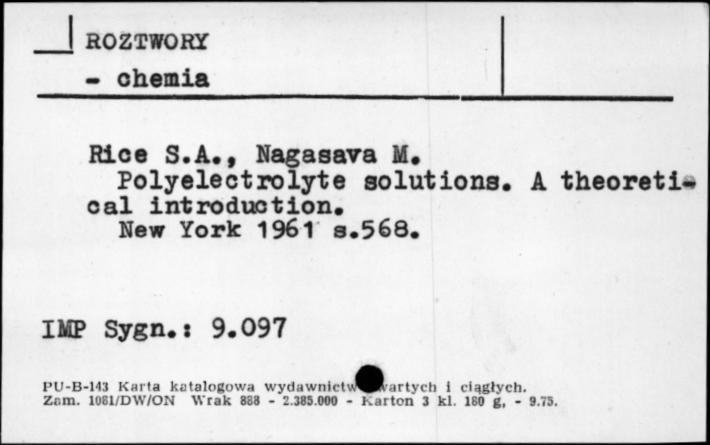 ROZTWORY
- chemia
Rice S.A., Nagasava M.
Polyelectrolyte solutions. A theoreti-
cal introduction.
New York 1961 s.568.
IMP Sygn.: 9.097
PU-B-143 Karta katalogowa wydawnictw wartych i ciągłych.
Zam. 1081/DW/ON Wrak 888 - 2.385.000 - Karton 3 kl. 180 g, - 9.75.